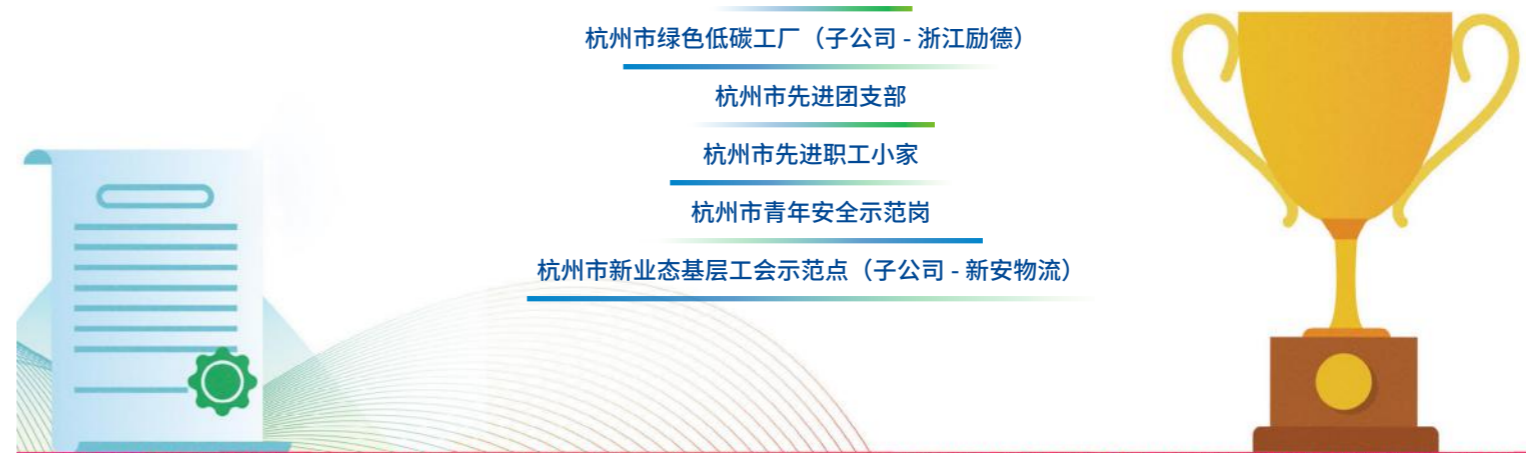 杭州市绿色低碳工厂（子公司 - 浙江励德）
杭州市先进团支部
杭州市先进职工小家
杭州市青年安全示范岗
杭州市新业态基层工会示范点（子公司 - 新安物流）